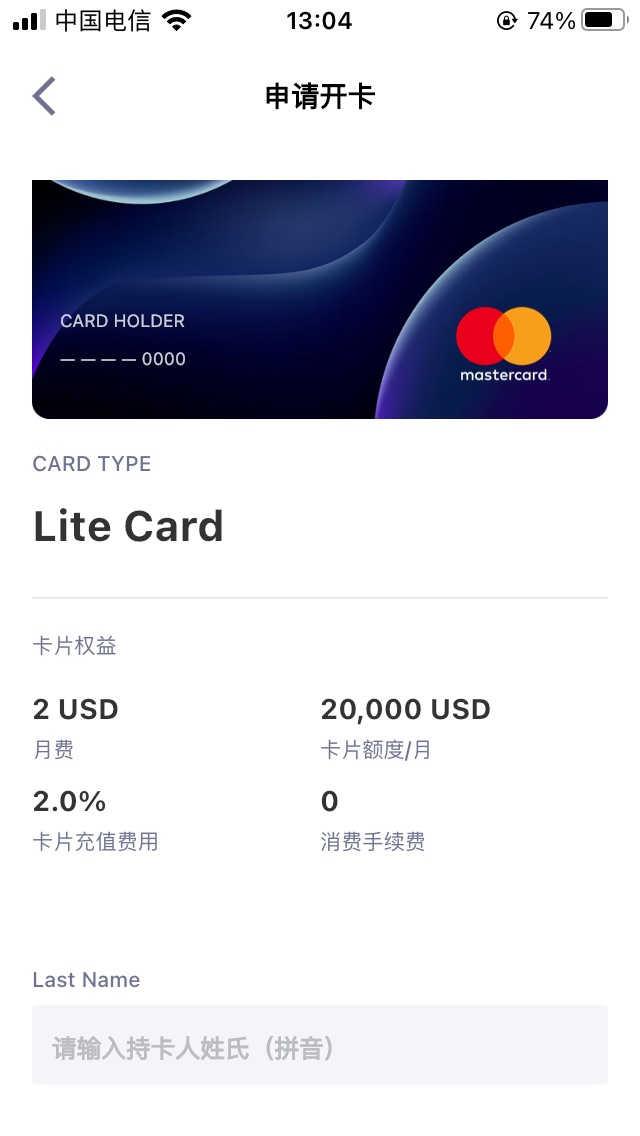 中国电信 13:04 74%
申请开卡
CARD HOLDER
— — — — 0000
mastercard.
CARD TYPE
Lite Card
卡片权益
2 USD 20,000 USD
月费 卡片额度/月
2.0% 0
卡片充值费用 消费手续费
Last Name
请输入持卡人姓氏（拼音）